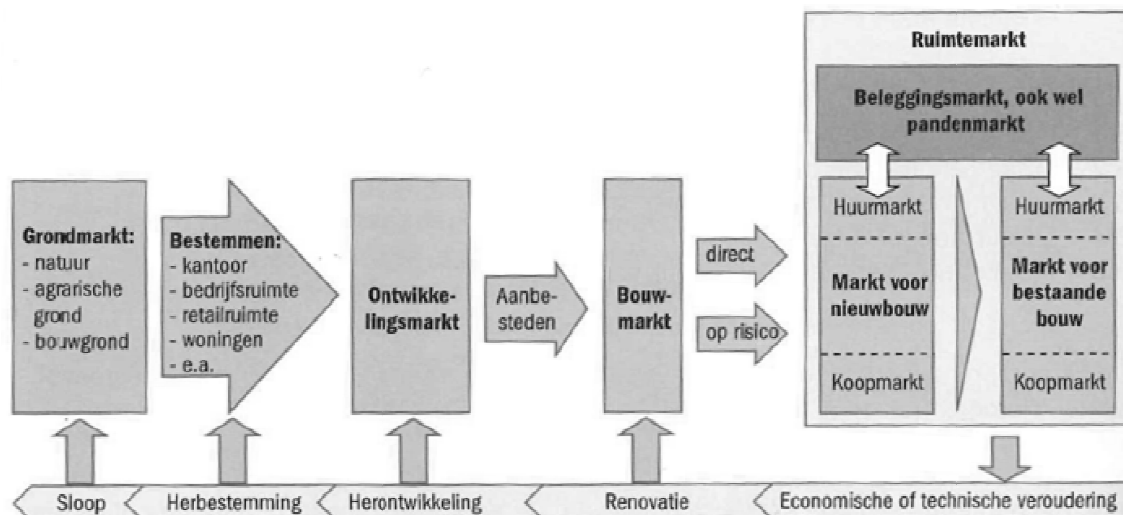 Ruimtemarkt
Beleggingsmarkt, ook wel
pandenmarkt
Grondmarkt:
- natuur
- agrarische
grond
- bouwgrond
Bestemmen:
- kantoor
- bedrijfsruimte
- retailruimte
- woningen
- e.a.
Ontwikke-
lingsmarkt
Aanbe-
steden
Bouw-
markt
direct
op risico
Huurmarkt
Markt voor
nieuwbouw
Koopmarkt
Huurmarkt
Markt voor
bestaande
bouw
Koopmarkt
Sloop
Herbestemming
Herontwikkeling
Renovatie
Economische of technische veroudering